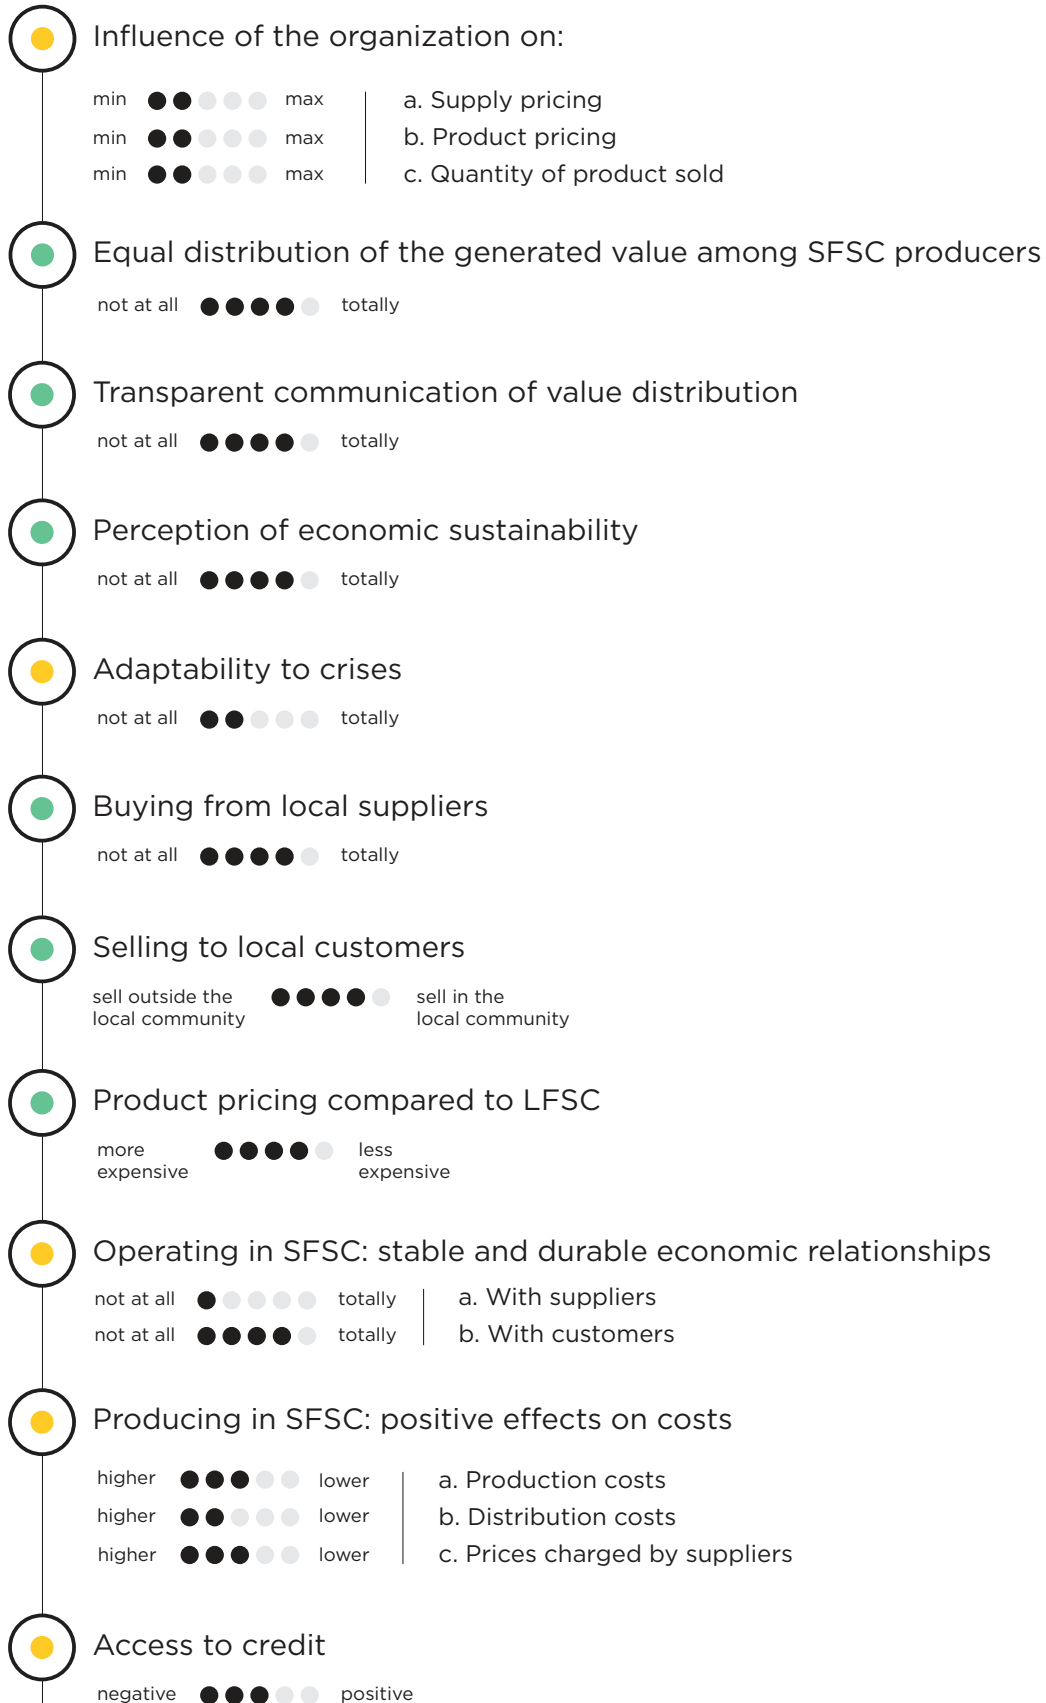 Influence of the organization on:
min max a. Supply pricing
min max b. Product pricing
min max c. Quantity of product sold
Equal distribution of the generated value among SFSC producers
not at all totally
Transparent communication of value distribution
not at all totally
Perception of economic sustainability
not at all totally
Adaptability to crises
not at all totally
Buying from local suppliers
not at all totally
Selling to local customers
sell outside the sell in the
local community local community
Product pricing compared to LFSC
more less
expensive expensive
Operating in SFSC: stable and durable economic relationships
not at all totally a. With suppliers
not at all totally b. With customers
Producing in SFSC: positive effects on costs
higher lower a. Production costs
higher lower b. Distribution costs
higher lower c. Prices charged by suppliers
Access to credit
negative positive